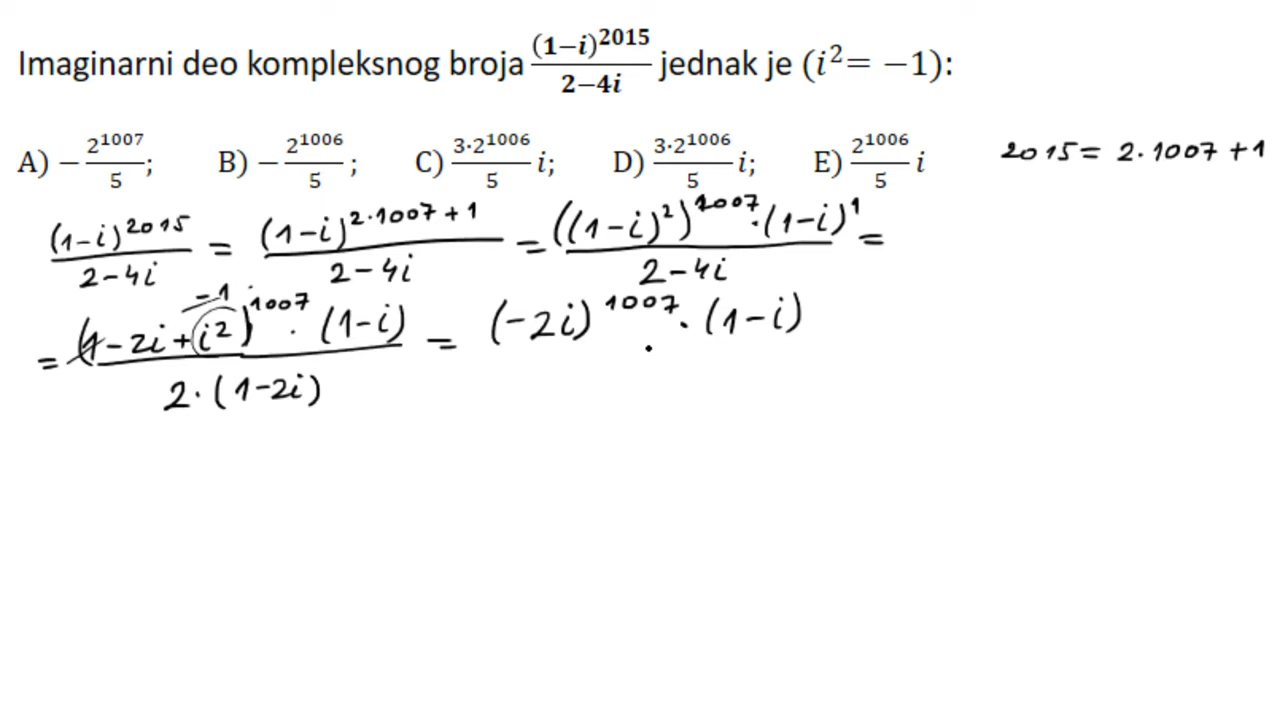 Imaginarni deo kompleksnog broja (1−i)^2015 / 2−4i jednak je (i²= −1):
A) − 2^1007 / 5; B) − 2^1006 / 5 ; C) 3·2^1006 / 5 i; D) 3·2^1006 / 5 i; E) 2^1006 / 5 i
2015 = 2·1007 + 1
(1−i)^2015 / 2−4i = (1−i)^2·1007+1 / 2−4i = ((1−i)²)^1007 · (1−i)^1 / 2−4i =
−1
= (1−2i+i²)^1007 · (1−i) / 2·(1−2i) = (−2i)^1007 · (1−i)